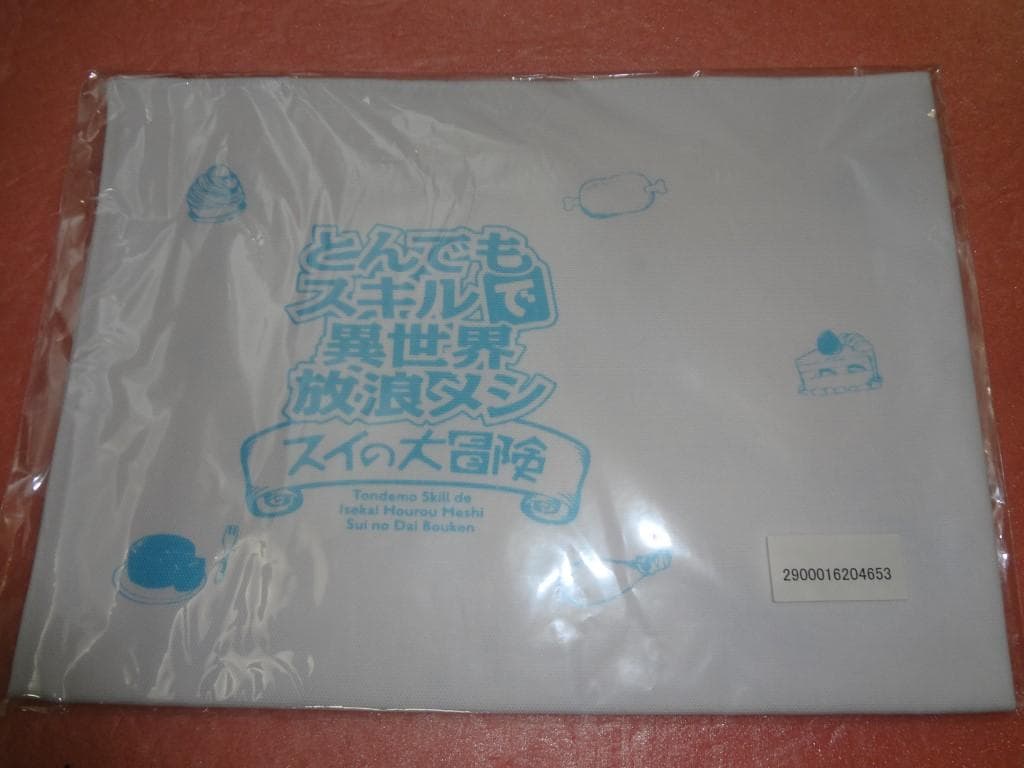 とんでも
スキルで
異世界
放浪メシ
スイの大冒険
Tondemo Skill de
Isekai Hourou Meshi
Sui no Dai Bouken
2900016204653